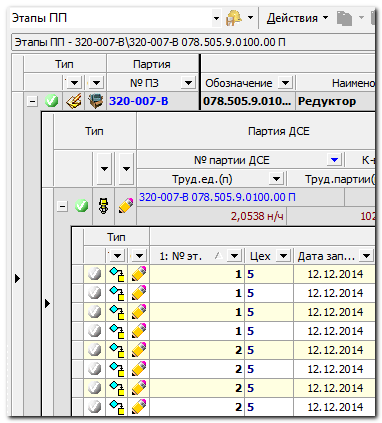 Этапы ПП
Действия
Этапы ПП - 320-007-В\320-007-В 078.505.9.0100.00 П
Тип Партия
№ ПЗ Обозначение Наимено
320-007-В 078.505.9.010... Редуктор
Тип Партия ДСЕ
№ партии ДСЕ К-
Труд.ед.(п) Труд.партии(
320-007-В 078.505.9.0100.00 П
2,0538 н/ч 102
Тип
1: № эт. Цех Дата зап...
1 5 12.12.2014
1 5 12.12.2014
1 5 12.12.2014
1 5 12.12.2014
2 5 12.12.2014
2 5 12.12.2014
2 5 12.12.2014
2 5 12.12.2014